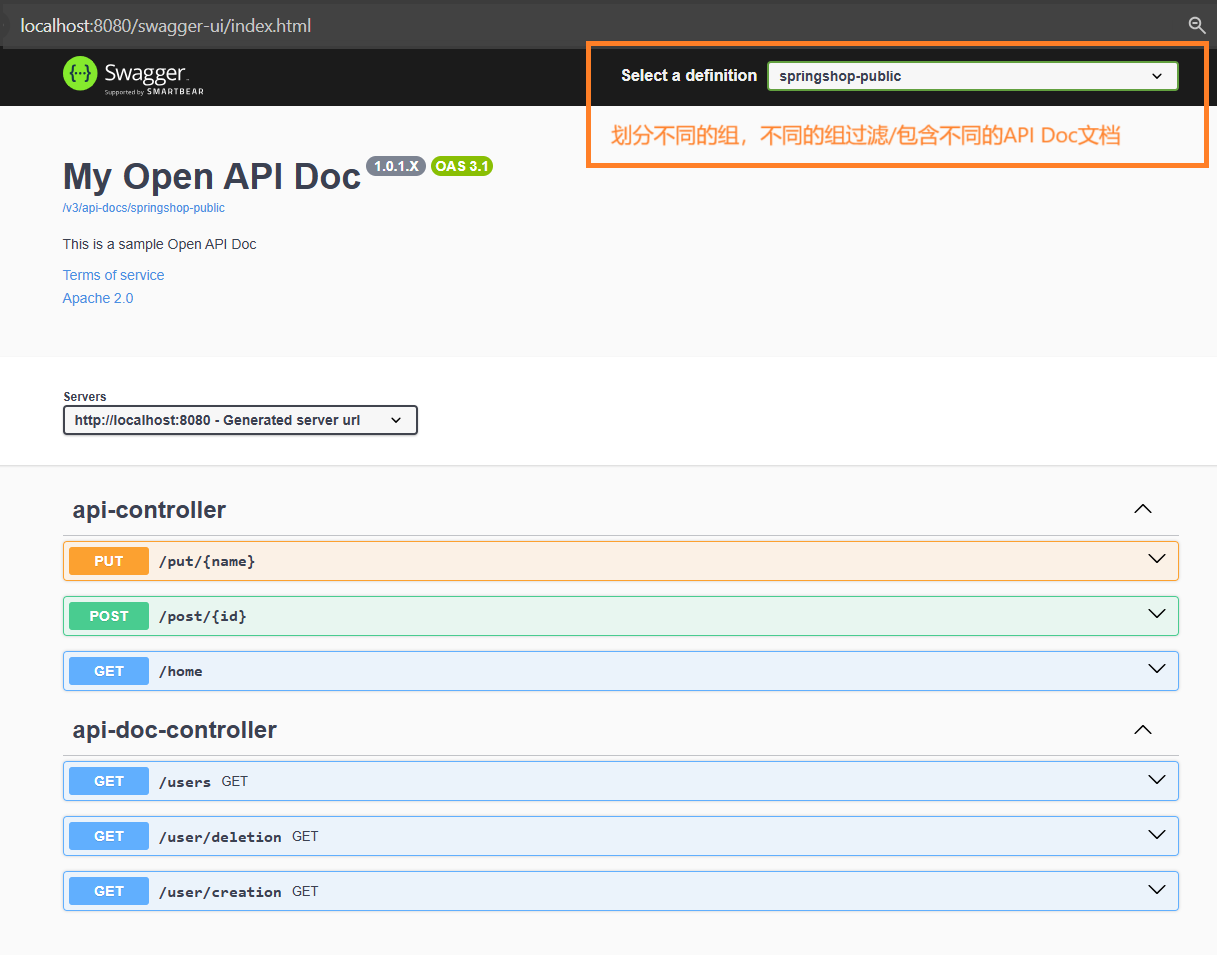 localhost:8080/swagger-ui/index.html
Swagger
Supported by SMARTBEAR
Select a definition
springshop-public
划分不同的组，不同的组过滤/包含不同的API Doc文档
My Open API Doc 1.0.1.X OAS 3.1
/v3/api-docs/springshop-public
This is a sample Open API Doc
Terms of service
Apache 2.0
Servers
http://localhost:8080 - Generated server url
api-controller
PUT /put/{name}
POST /post/{id}
GET /home
api-doc-controller
GET /users GET
GET /user/deletion GET
GET /user/creation GET